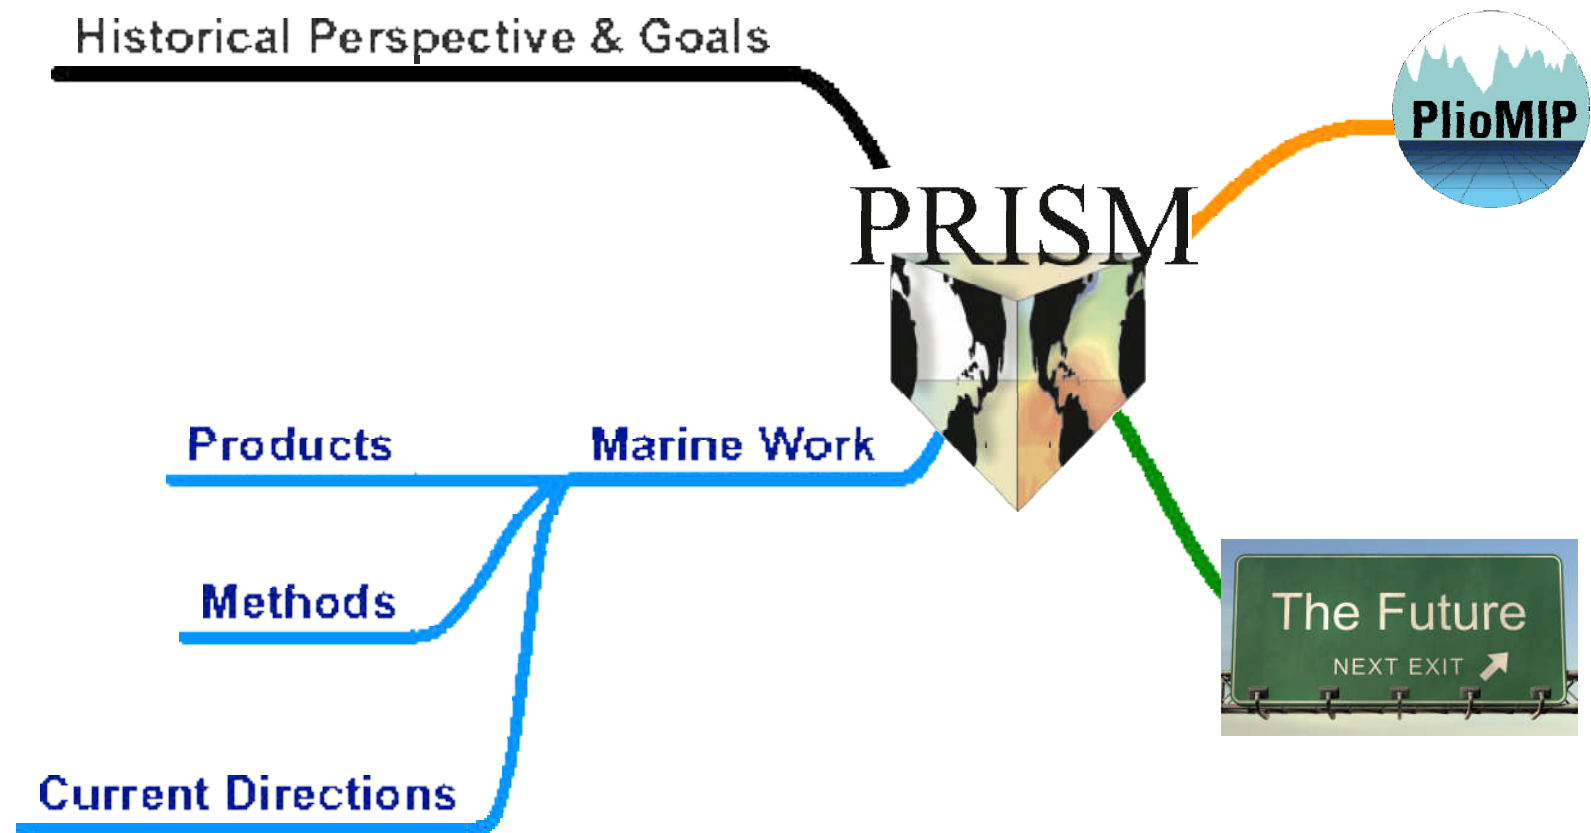 Historical Perspective & Goals
PlioMIP
PRISM
Products
Marine Work
Methods
The Future
NEXT EXIT
Current Directions